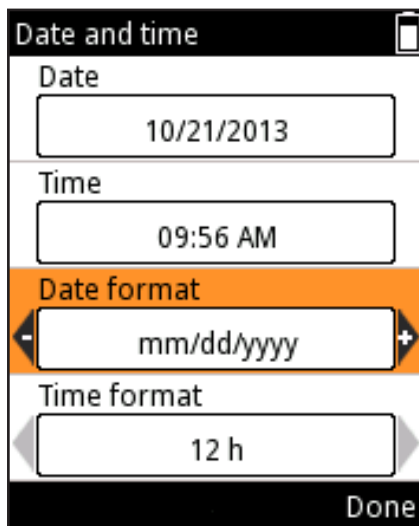 Date and time
Date
10/21/2013
Time
09:56 AM
Date format
- mm/dd/yyyy +
Time format
12 h
Done